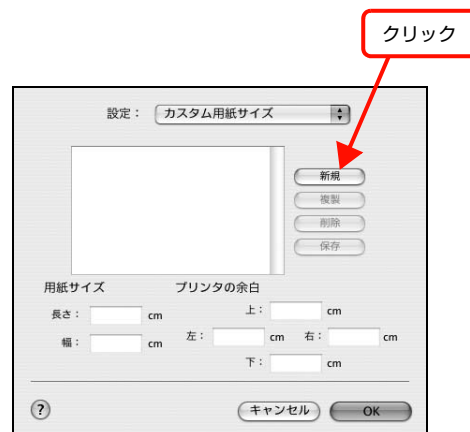 クリック
設定： カスタム用紙サイズ
新規
複製
削除
保存
用紙サイズ プリンタの余白
長さ： cm 上： cm
幅： cm 左： cm 右： cm
下： cm
? キャンセル OK